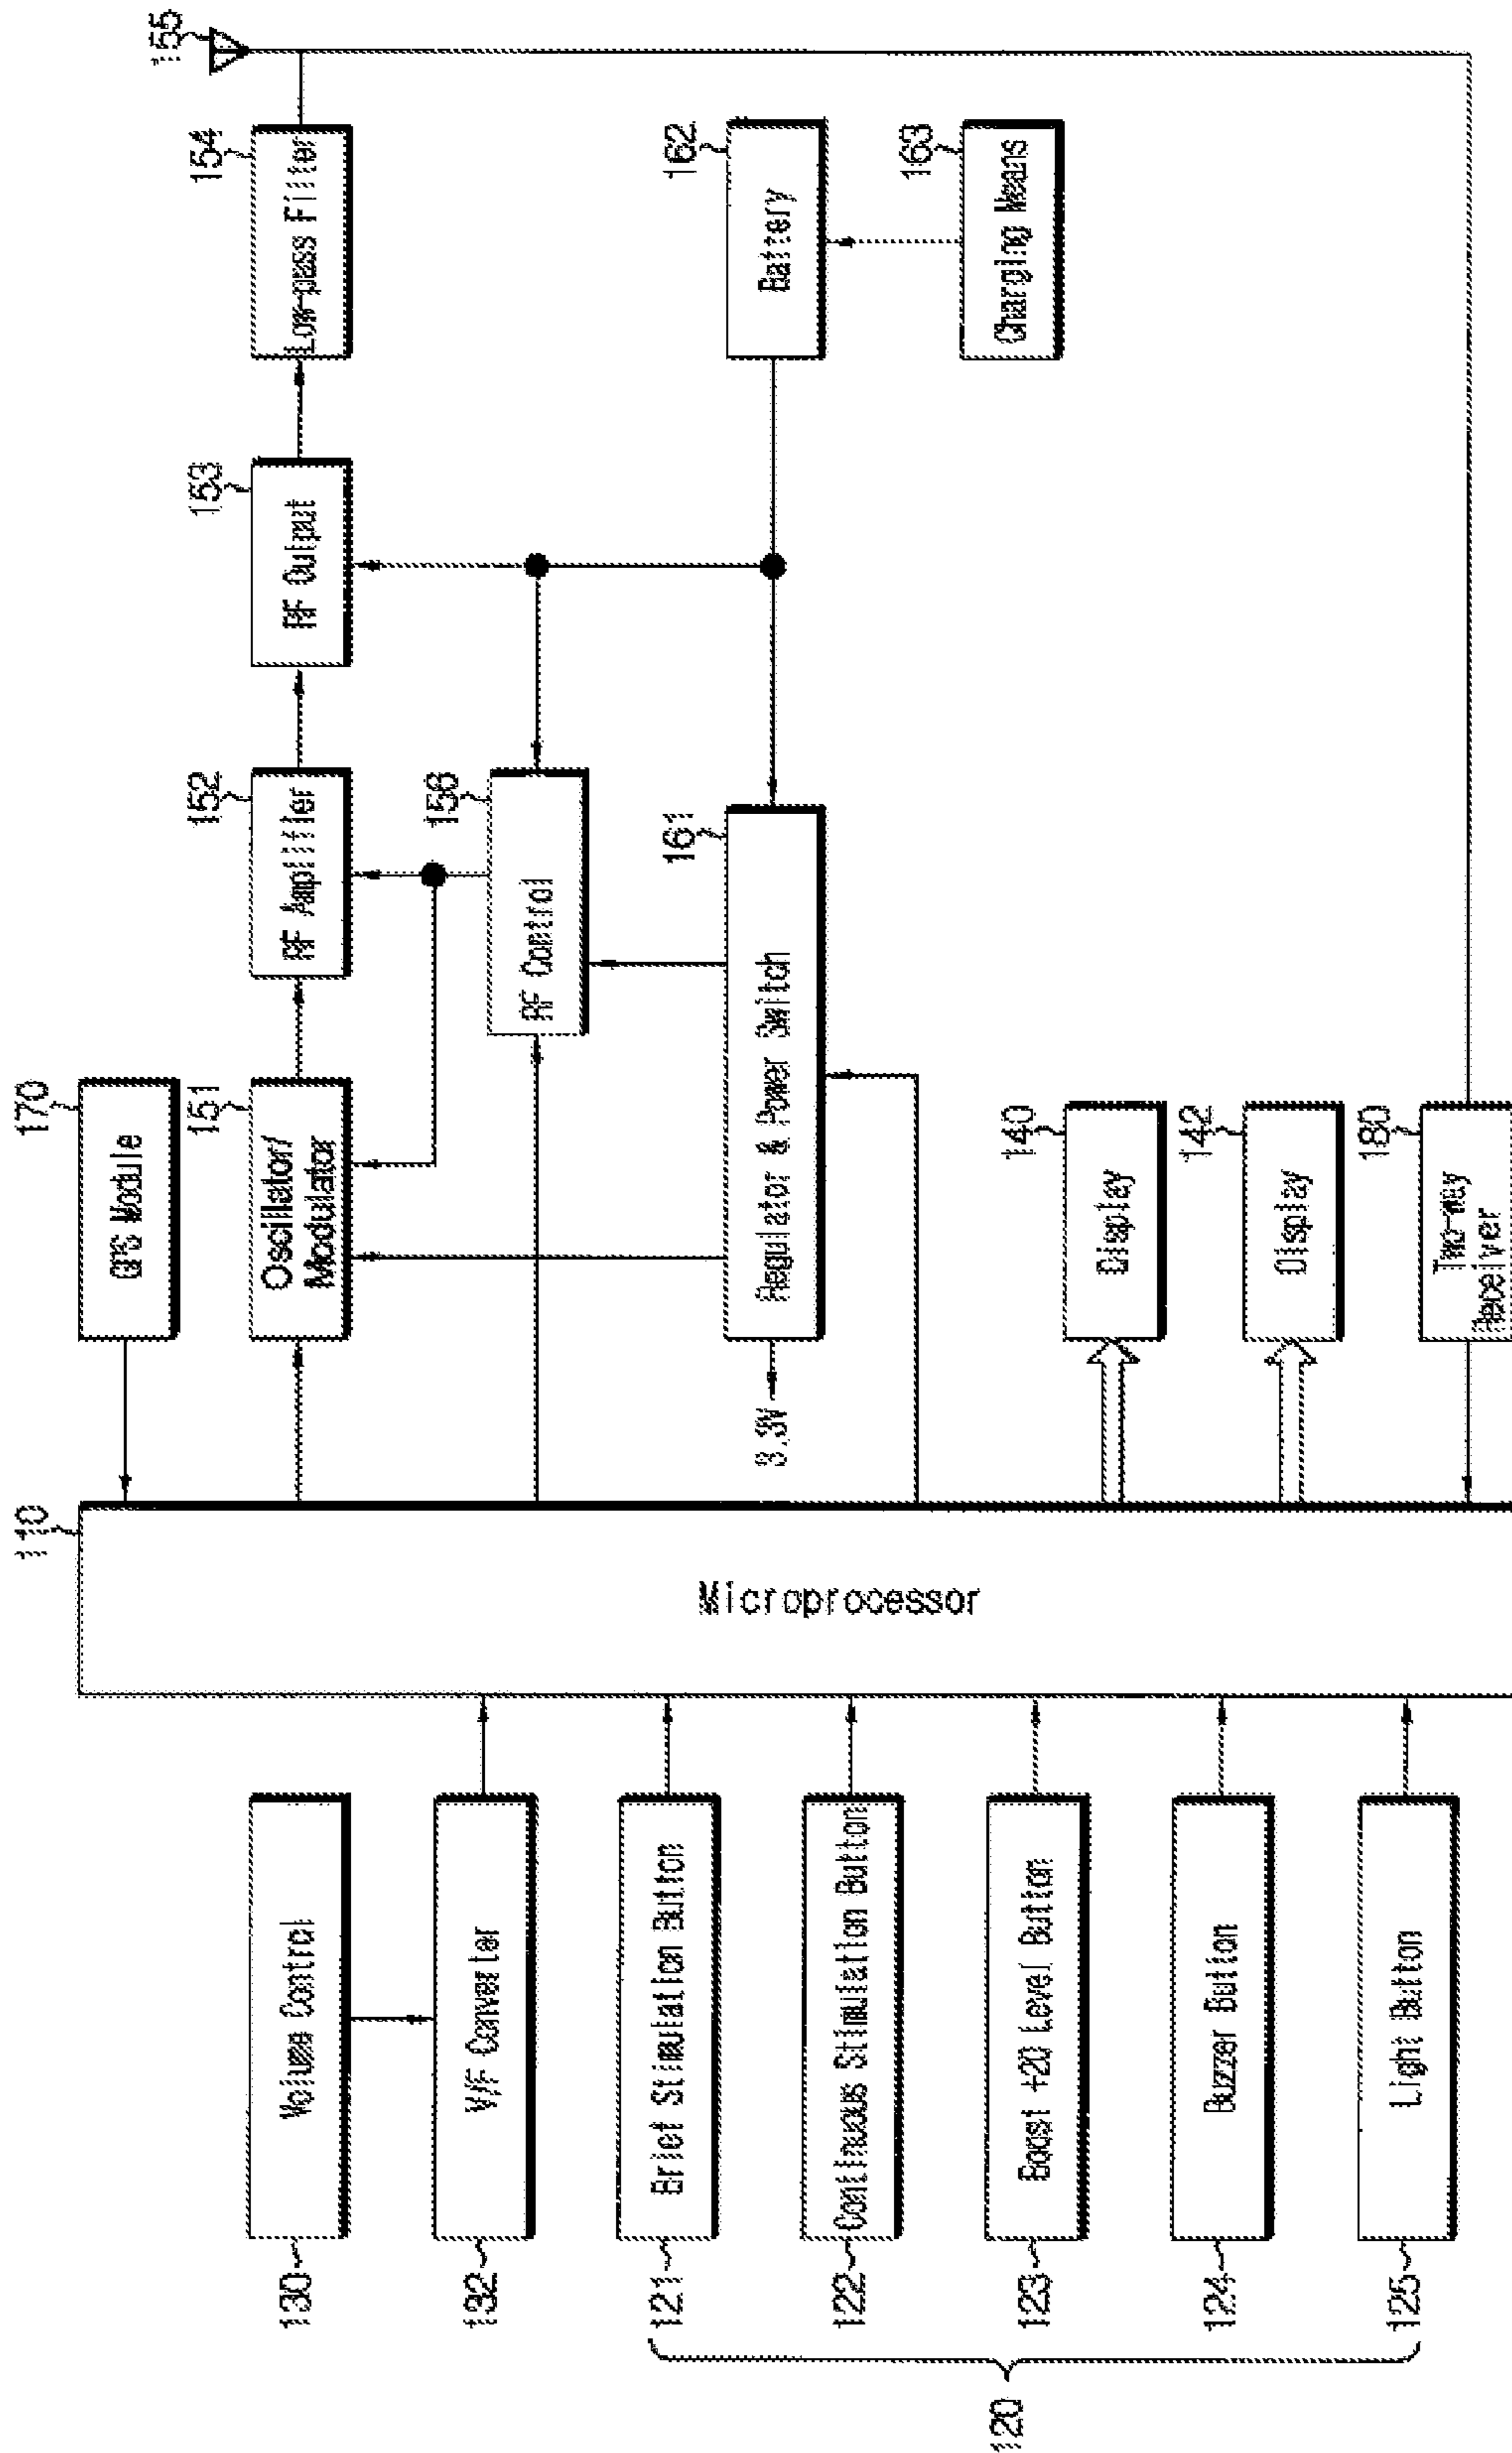 130
Volume Control
132
V/F Converter
120
121
Brief Stimulation Button
122
Continuous Stimulation Button
123
Boost +20 Level Button
124
Buzzer Button
125
Light Button
110
Microprocessor
170
GPS Module
151
Oscillator/
Modulator
152
RF Amplifier
153
RF Output
154
Low-pass Filter
155
156
RF Control
161
Regulator & Power Switch
3.3V
162
Battery
163
Charging Means
140
Display
142
Display
180
Two-way
Receiver